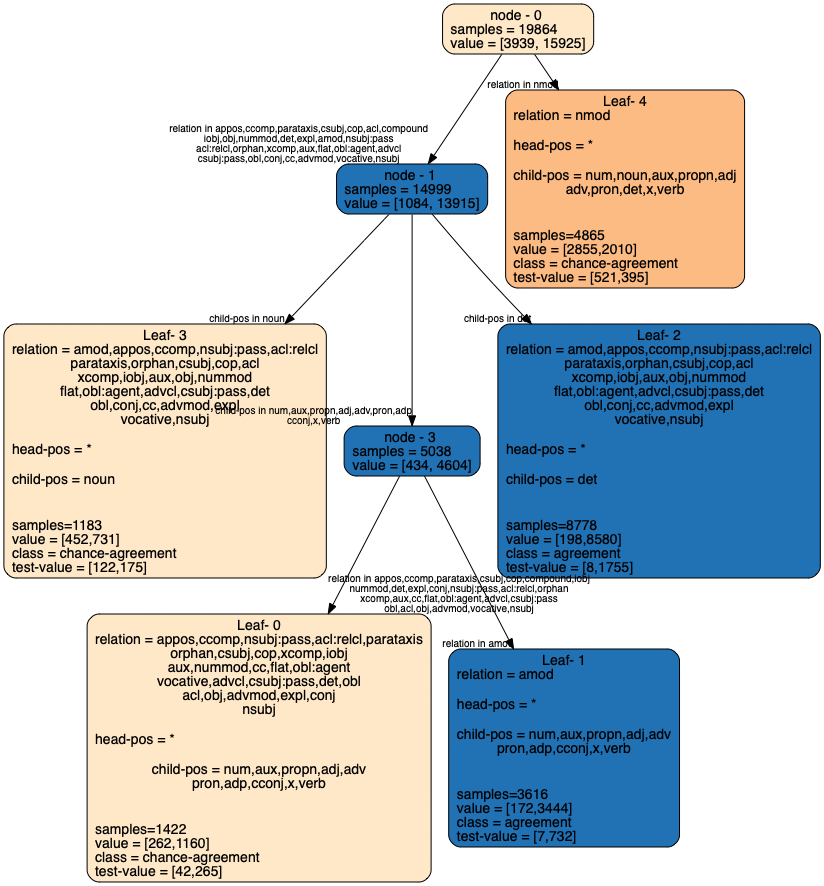 node - 0
samples = 19864
value = [3939, 15925]
relation in nmod
Leaf- 4
relation = nmod
head-pos = *
child-pos = num,noun,aux,propn,adj
adv,pron,det,x,verb
samples=4865
value = [2855,2010]
class = chance-agreement
test-value = [521,395]
relation in appos,ccomp,parataxis,csubj,cop,acl,compound
iobj,obj,nummod,det,expl,amod,nsubj:pass
acl:relcl,orphan,xcomp,aux,flat,obl:agent,advcl
csubj:pass,obl,conj,cc,advmod,vocative,nsubj
node - 1
samples = 14999
value = [1084, 13915]
child-pos in noun
Leaf- 3
relation = amod,appos,ccomp,nsubj:pass,acl:relcl
parataxis,orphan,csubj,cop,acl
xcomp,iobj,aux,obj,nummod
flat,obl:agent,advcl,csubj:pass,det
obl,conj,cc,advmod,expl
vocative,nsubj
head-pos = *
child-pos = noun
samples=1183
value = [452,731]
class = chance-agreement
test-value = [122,175]
child-pos in det
Leaf- 2
relation = amod,appos,ccomp,nsubj:pass,acl:relcl
parataxis,orphan,csubj,cop,acl
xcomp,iobj,aux,obj,nummod
flat,obl:agent,advcl,csubj:pass,det
obl,conj,cc,advmod,expl
vocative,nsubj
head-pos = *
child-pos = det
samples=8778
value = [198,8580]
class = agreement
test-value = [8,1755]
child-pos in num,aux,propn,adj,adv,pron,adp
cconj,x,verb
node - 3
samples = 5038
value = [434, 4604]
relation in appos,ccomp,parataxis,csubj,cop,compound,iobj
nummod,det,expl,conj,nsubj:pass,acl:relcl,orphan
xcomp,aux,cc,flat,obl:agent,advcl,csubj:pass
obl,acl,obj,advmod,vocative,nsubj
Leaf- 0
relation = appos,ccomp,nsubj:pass,acl:relcl,parataxis
orphan,csubj,cop,xcomp,iobj
aux,nummod,cc,flat,obl:agent
vocative,advcl,csubj:pass,det,obl
acl,obj,advmod,expl,conj
nsubj
head-pos = *
child-pos = num,aux,propn,adj,adv
pron,adp,cconj,x,verb
samples=1422
value = [262,1160]
class = chance-agreement
test-value = [42,265]
relation in amod
Leaf- 1
relation = amod
head-pos = *
child-pos = num,aux,propn,adj,adv
pron,adp,cconj,x,verb
samples=3616
value = [172,3444]
class = agreement
test-value = [7,732]